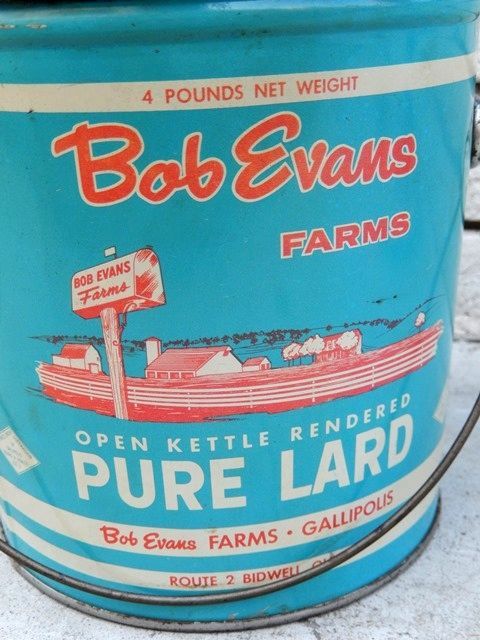 4 POUNDS NET WEIGHT
Bob Evans
FARMS
BOB EVANS
Farms
OPEN KETTLE RENDERED
PURE LARD
Bob Evans FARMS • GALLIPOLIS
ROUTE 2 BIDWELL